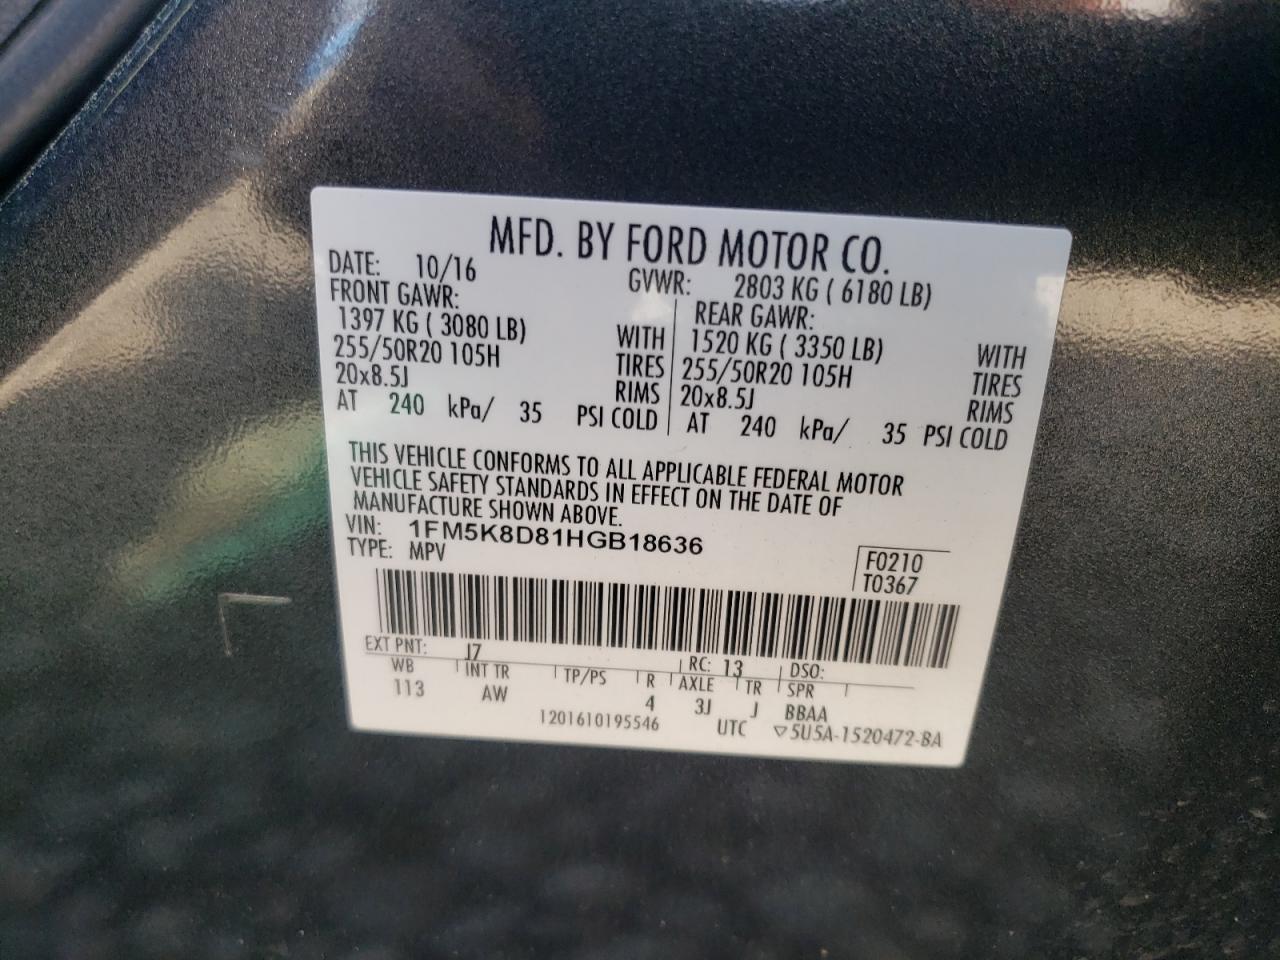 MFD. BY FORD MOTOR CO.
DATE: 10/16 GVWR: 2803 KG ( 6180 LB)
FRONT GAWR: REAR GAWR:
1397 KG ( 3080 LB) WITH 1520 KG ( 3350 LB) WITH
255/50R20 105H TIRES 255/50R20 105H TIRES
20x8.5J RIMS 20x8.5J RIMS
AT 240 kPa/ 35 PSI COLD AT 240 kPa/ 35 PSI COLD
THIS VEHICLE CONFORMS TO ALL APPLICABLE FEDERAL MOTOR
VEHICLE SAFETY STANDARDS IN EFFECT ON THE DATE OF
MANUFACTURE SHOWN ABOVE.
VIN: 1FM5K8D81HGB18636
TYPE: MPV
F0210
T0367
EXT PNT: J7 RC: 13 DSO:
WB INT TR TP/PS R AXLE TR SPR
113 AW 4 3J J BBAA
1201610195546 UTC ▽5U5A-1520472-BA